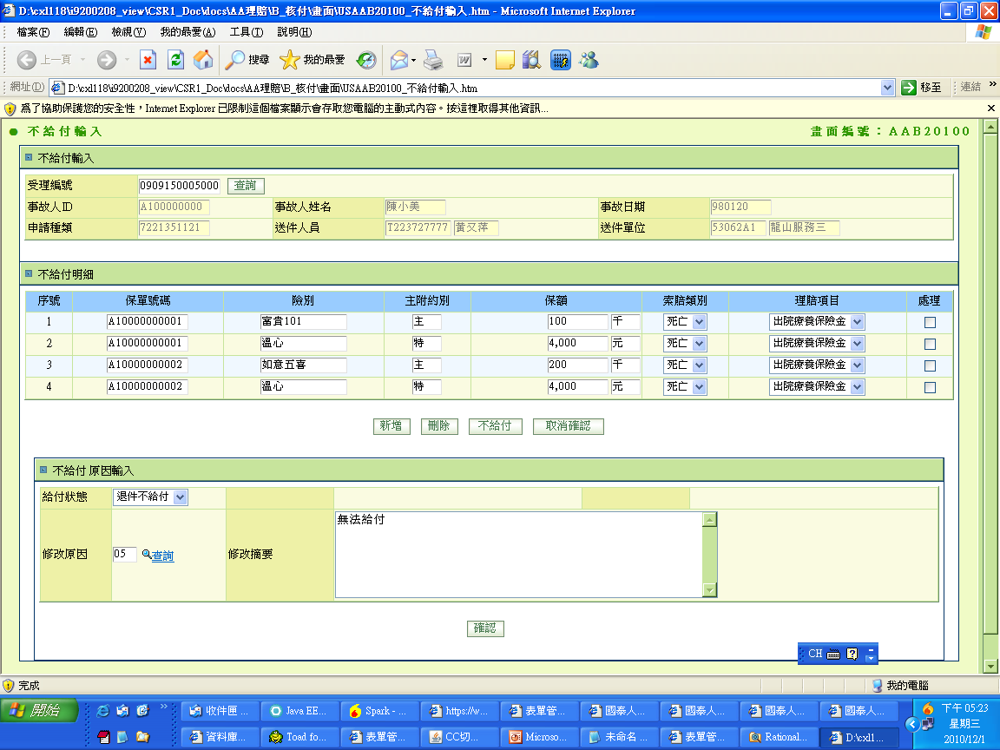 D:\cxl118\i9200208_view\CSR1_Doc\docs\AA理賠\B_核付\畫面\USAAB20100_不給付輸入.htm - Microsoft Internet Explorer
檔案(F) 編輯(E) 檢視(V) 我的最愛(A) 工具(T) 說明(H)
上一頁 搜尋 我的最愛
網址(D) D:\cxl118\i9200208_view\CSR1_Doc\docs\AA理賠\B_核付\畫面\USAAB20100_不給付輸入.htm 移至 連結 »
為了協助保護您的安全性，Internet Explorer 已限制這個檔案顯示會存取您電腦的主動式內容。按這裡取得其他資訊...
不給付輸入 畫面編號：AAB20100
不給付輸入
受理編號 0909150005000 查詢
事故人ID A100000000 事故人姓名 陳小美 事故日期 980120
申請種類 7221351121 送件人員 T223727777 黃又萍 送件單位 53062A1 龍山服務三
不給付明細
序號 保單號碼 險別 主附約別 保額 索賠類別 理賠項目 處理
1 A10000000001 富貴101 主 100 千 死亡 出院療養保險金
2 A10000000001 溫心 特 4,000 元 死亡 出院療養保險金
3 A10000000002 如意五喜 主 200 千 死亡 出院療養保險金
4 A10000000002 溫心 特 4,000 元 死亡 出院療養保險金
新增 刪除 不給付 取消確認
不給付 原因輸入
給付狀態 退件不給付
修改原因 05 查詢 修改摘要 無法給付
確認
CH
完成 我的電腦
開始 » 收件匣 ... Java EE... Spark - ... https://w... 表單管... 國泰人... 國泰人... 國泰人... 國泰人... 下午 05:23
資料庫... Toad fo... 表單管... CC切... Microso... 未命名 ... 表單管... Rational... D:\cxl... 星期三
2010/12/1